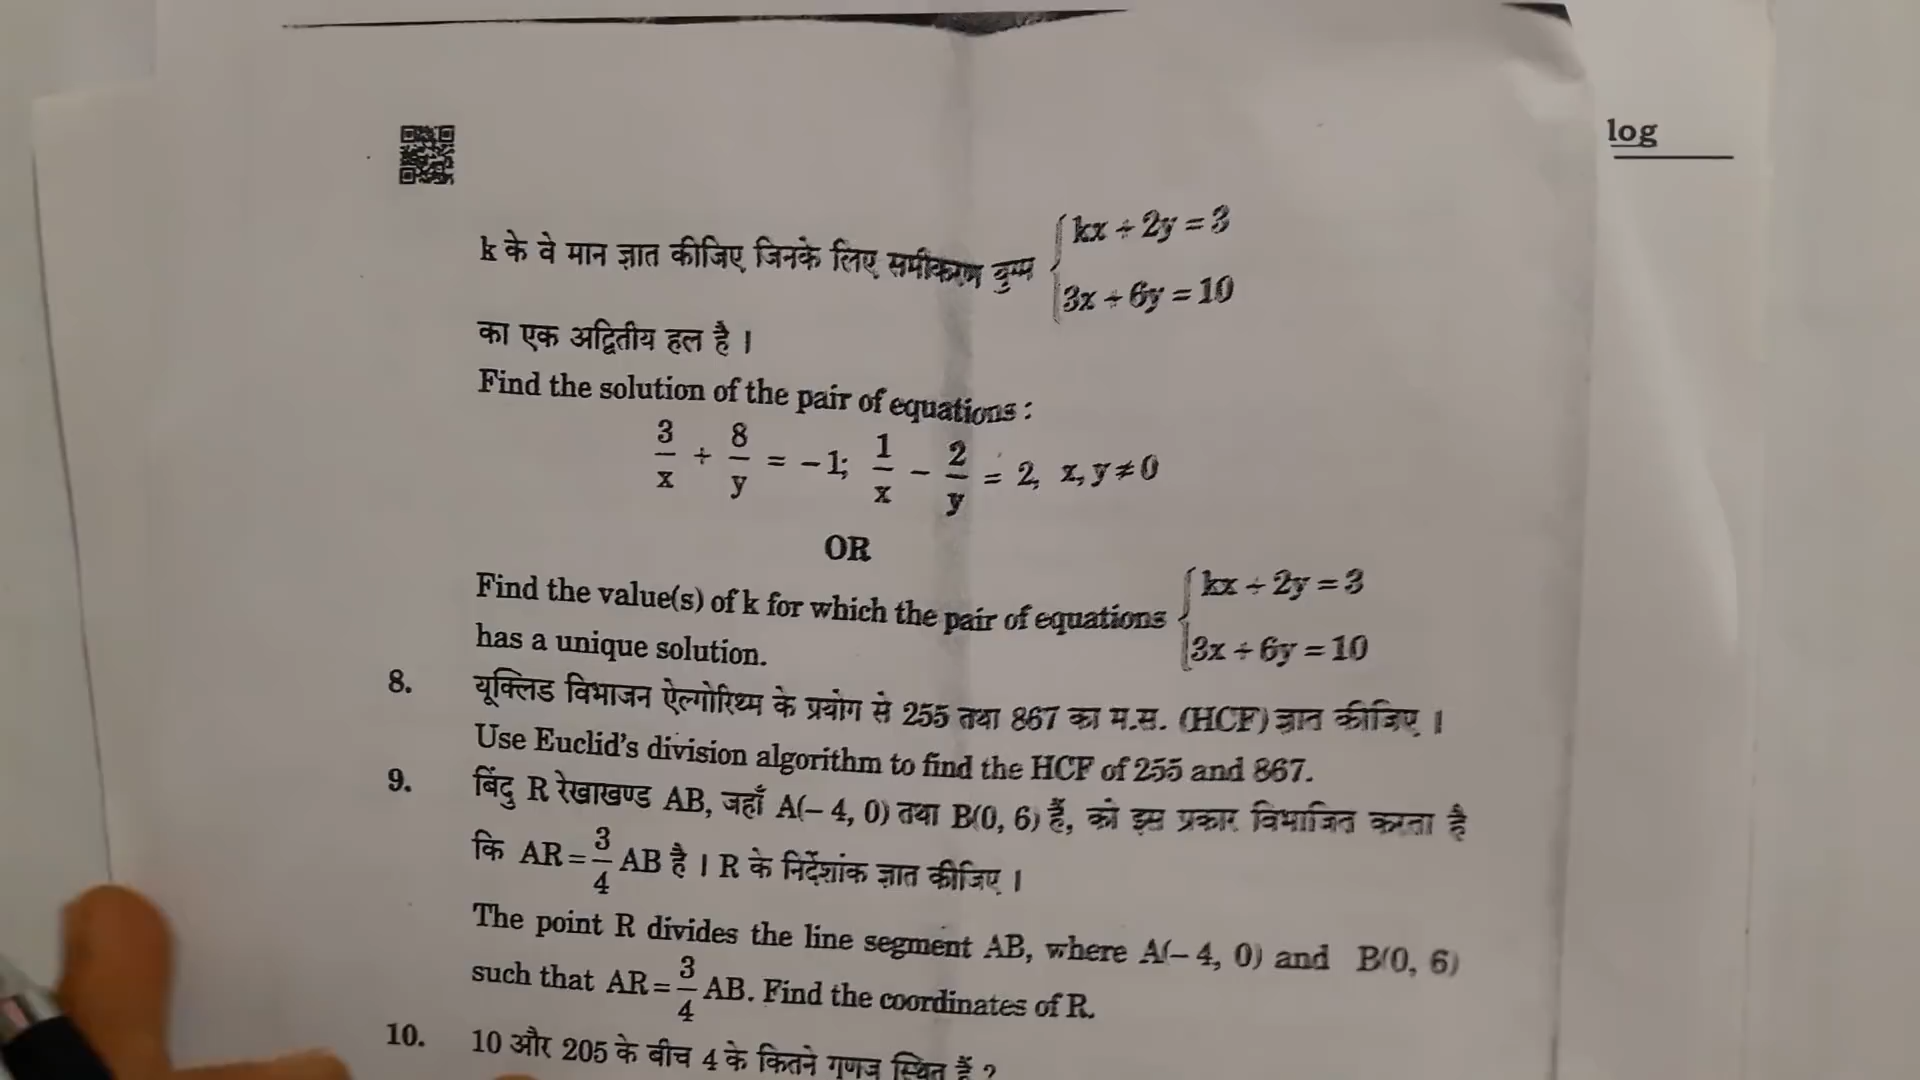 log
k के वे मान ज्ञात कीजिए जिनके लिए समीकरण युग्म { kx + 2y = 3
3x + 6y = 10
का एक अद्वितीय हल है ।
Find the solution of the pair of equations :
3/x + 8/y = – 1; 1/x – 2/y = 2, x, y ≠ 0
OR
Find the value(s) of k for which the pair of equations { kx + 2y = 3
3x + 6y = 10
has a unique solution.
8. यूक्लिड विभाजन ऐल्गोरिथ्म के प्रयोग से 255 तथा 867 का म.स. (HCF) ज्ञात कीजिए ।
Use Euclid's division algorithm to find the HCF of 255 and 867.
9. बिंदु R रेखाखण्ड AB, जहाँ A(– 4, 0) तथा B(0, 6) हैं, को इस प्रकार विभाजित करता है
कि AR = 3/4 AB है । R के निर्देशांक ज्ञात कीजिए ।
The point R divides the line segment AB, where A(– 4, 0) and B(0, 6)
such that AR = 3/4 AB. Find the coordinates of R.
10. 10 और 205 के बीच 4 के कितने गुणज स्थित हैं ?